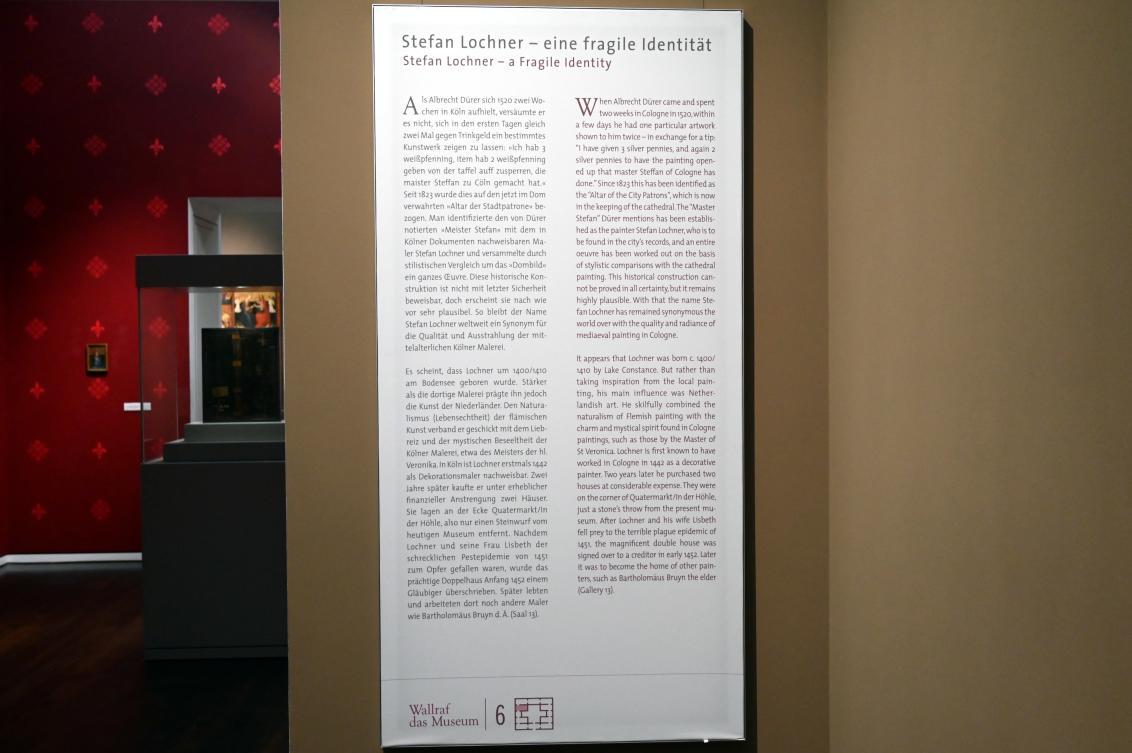 Stefan Lochner – eine fragile Identität
Stefan Lochner – a Fragile Identity
Als Albrecht Dürer sich 1520 zwei Wo-
chen in Köln aufhielt, versäumte er
es nicht, sich in den ersten Tagen gleich
zwei Mal gegen Trinkgeld ein bestimmtes
Kunstwerk zeigen zu lassen: »Ich hab 3
weißpfenning, item hab 2 weißpfenning
geben von der taffel auff zusperren, die
maister Steffan zu Cöln gemacht hat.«
Seit 1823 wurde dies auf den jetzt im Dom
verwahrten »Altar der Stadtpatrone« be-
zogen. Man identifizierte den von Dürer
notierten »Meister Stefan« mit dem in
Kölner Dokumenten nachweisbaren Ma-
ler Stefan Lochner und versammelte durch
stilistischen Vergleich um das »Dombild«
ein ganzes Œuvre. Diese historische Kon-
struktion ist nicht mit letzter Sicherheit
beweisbar, doch erscheint sie nach wie
vor sehr plausibel. So bleibt der Name
Stefan Lochner weltweit ein Synonym für
die Qualität und Ausstrahlung der mit-
telalterlichen Kölner Malerei.
Es scheint, dass Lochner um 1400/1410
am Bodensee geboren wurde. Stärker
als die dortige Malerei prägte ihn jedoch
die Kunst der Niederländer. Den Natura-
lismus (Lebensechtheit) der flämischen
Kunst verband er geschickt mit dem Lieb-
reiz und der mystischen Beseeltheit der
Kölner Malerei, etwa des Meisters der hl.
Veronika. In Köln ist Lochner erstmals 1442
als Dekorationsmaler nachweisbar. Zwei
Jahre später kaufte er unter erheblicher
finanzieller Anstrengung zwei Häuser.
Sie lagen an der Ecke Quatermarkt/In
der Höhle, also nur einen Steinwurf vom
heutigen Museum entfernt. Nachdem
Lochner und seine Frau Lisbeth der
schrecklichen Pestepidemie von 1451
zum Opfer gefallen waren, wurde das
prächtige Doppelhaus Anfang 1452 einem
Gläubiger überschrieben. Später lebten
und arbeiteten dort noch andere Maler
wie Bartholomäus Bruyn d. Ä. (Saal 13).
When Albrecht Dürer came and spent
two weeks in Cologne in 1520, within
a few days he had one particular artwork
shown to him twice – in exchange for a tip:
"I have given 3 silver pennies, and again 2
silver pennies to have the painting open-
ed up that master Steffan of Cologne has
done." Since 1823 this has been identified as
the "Altar of the City Patrons", which is now
in the keeping of the cathedral. The "Master
Stefan" Dürer mentions has been establis-
hed as the painter Stefan Lochner, who is to
be found in the city's records, and an entire
oeuvre has been worked out on the basis
of stylistic comparisons with the cathedral
painting. This historical construction can-
not be proved in all certainty, but it remains
highly plausible. With that the name Ste-
fan Lochner has remained synonymous the
world over with the quality and radiance of
mediaeval painting in Cologne.
It appears that Lochner was born c. 1400/
1410 by Lake Constance. But rather than
taking inspiration from the local pain-
ting, his main influence was Nether-
landish art. He skilfully combined the
naturalism of Flemish painting with the
charm and mystical spirit found in Cologne
paintings, such as those by the Master of
St Veronica. Lochner is first known to have
worked in Cologne in 1442 as a decorative
painter. Two years later he purchased two
houses at considerable expense. They were
on the corner of Quatermarkt/In der Höhle,
just a stone's throw from the present mu-
seum. After Lochner and his wife Lisbeth
fell prey to the terrible plague epidemic of
1451, the magnificent double house was
signed over to a creditor in early 1452. Later
it was to become the home of other pain-
ters, such as Bartholomäus Bruyn the elder
(Gallery 13).
Wallraf
das Museum
6